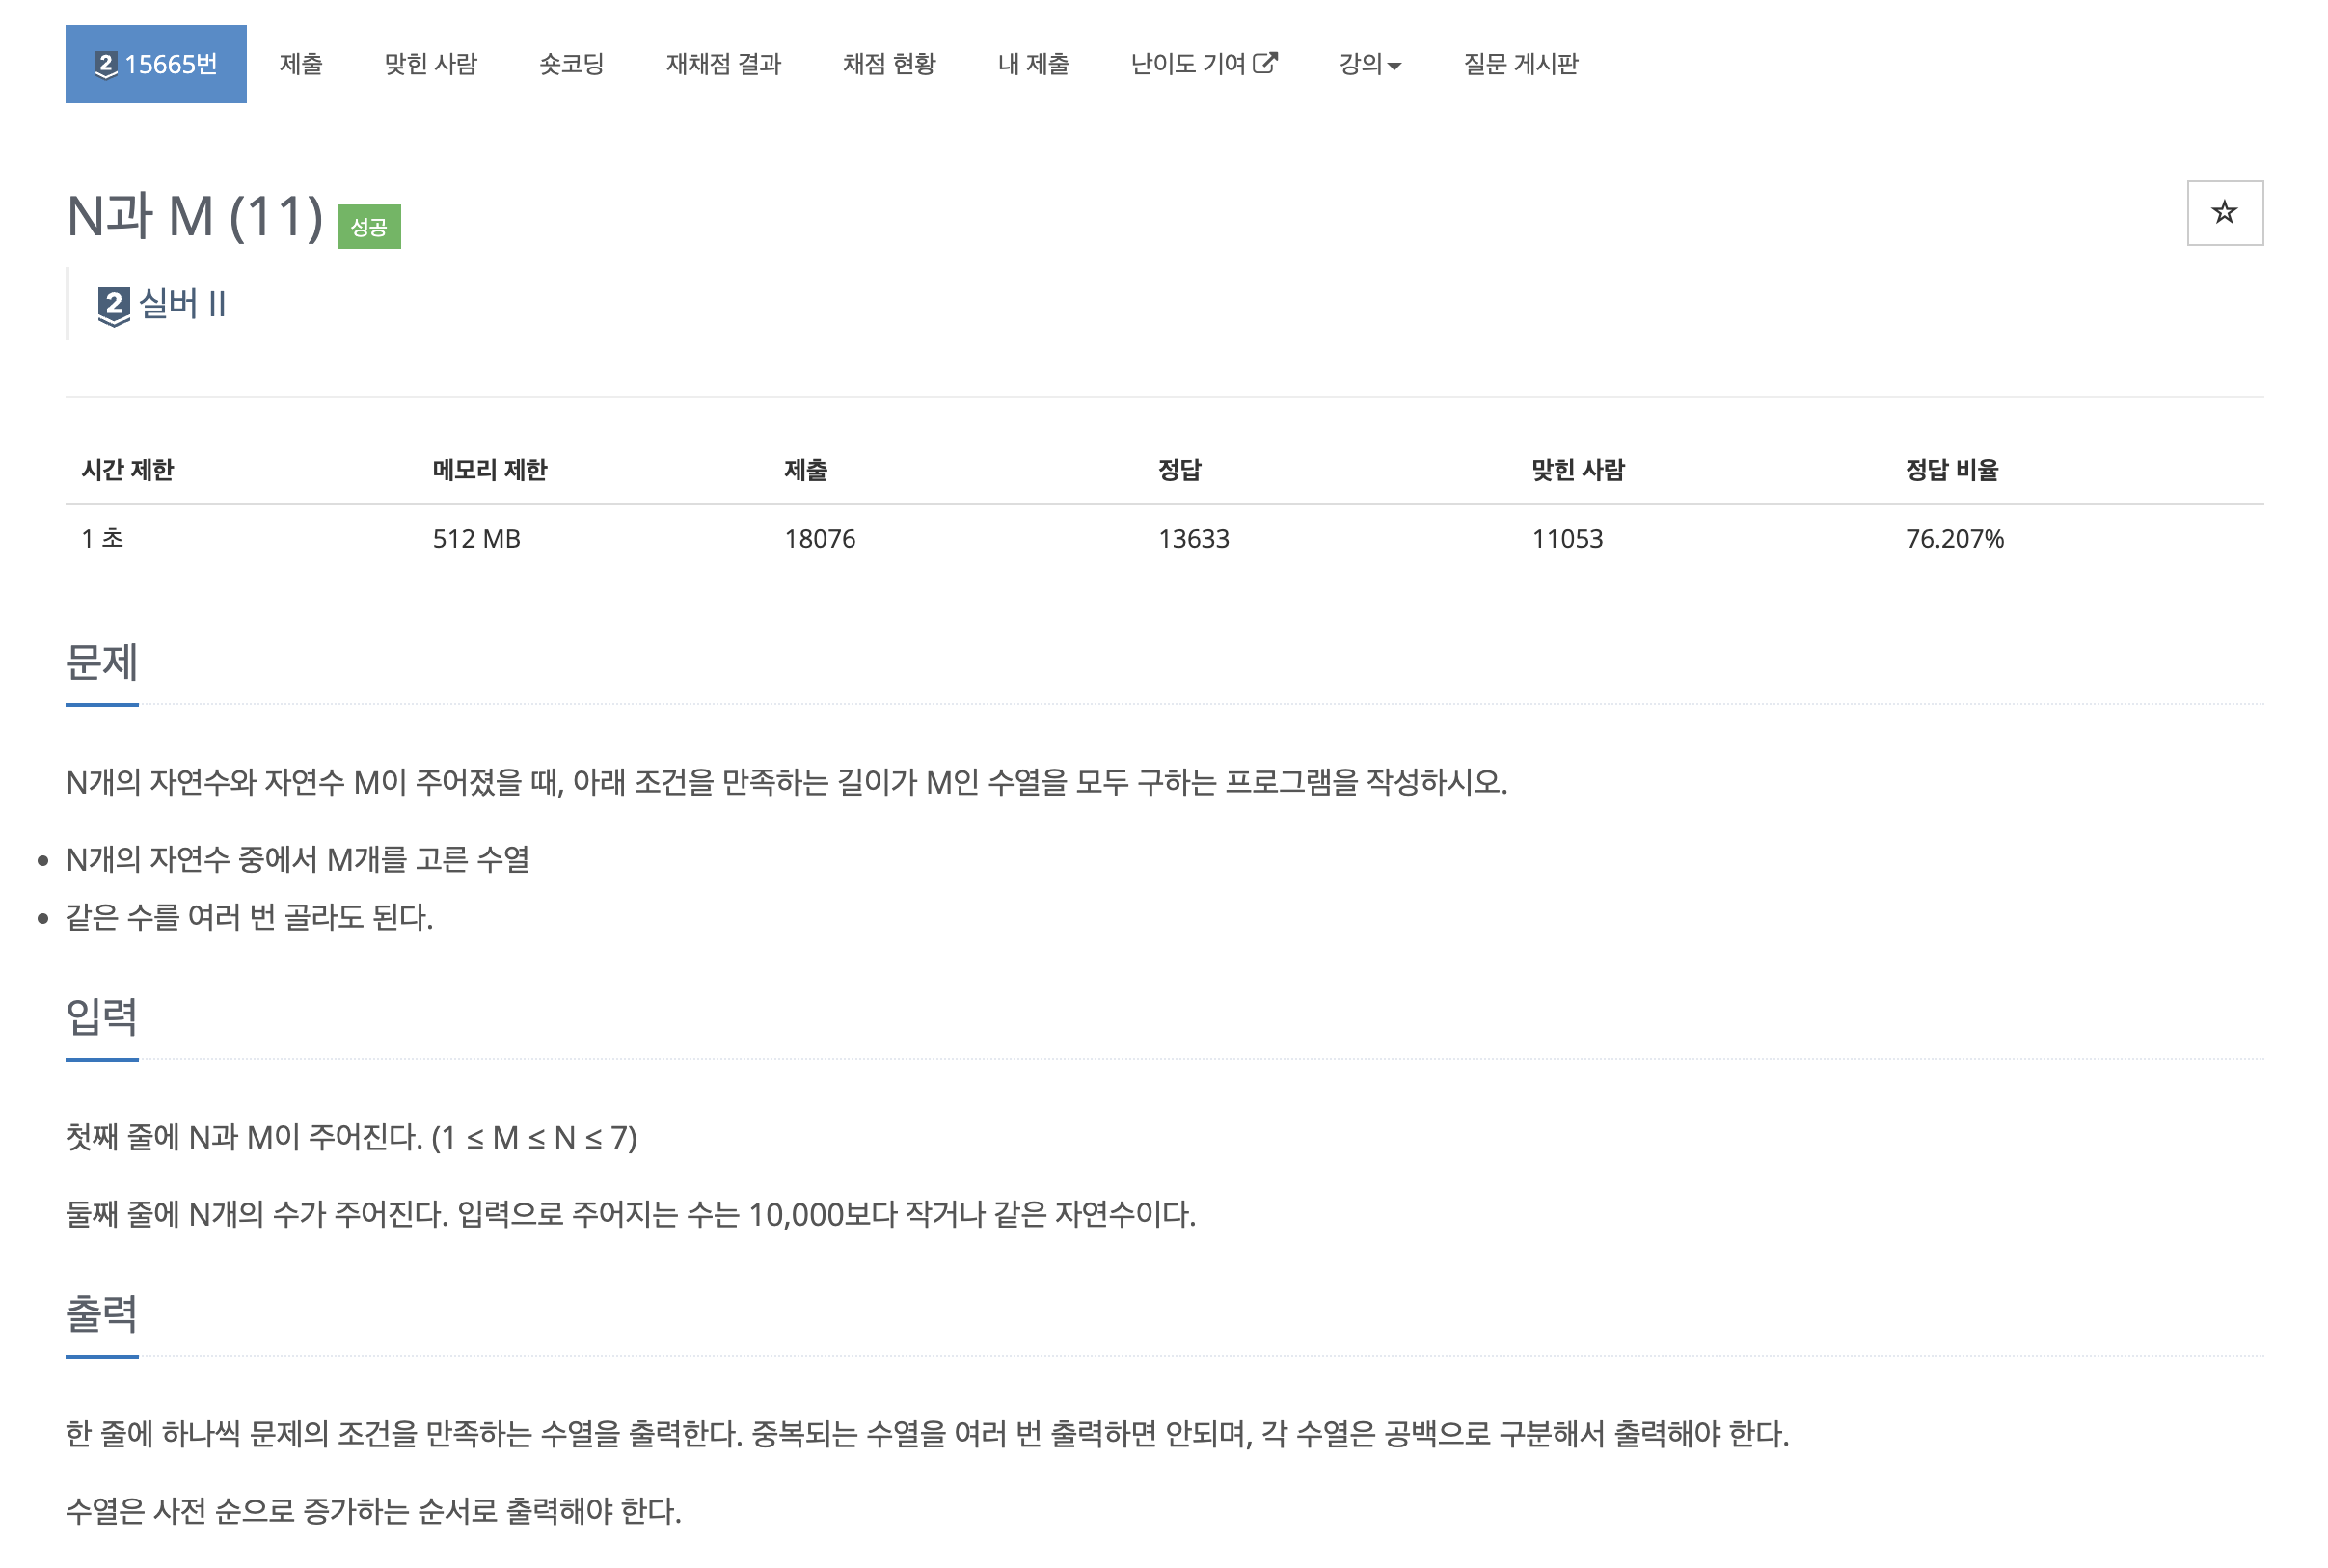 2 15665번 제출 맞힌 사람 숏코딩 재채점 결과 채점 현황 내 제출 난이도 기여 강의 질문 게시판
N과 M (11) 성공
2 실버 II
시간 제한 메모리 제한 제출 정답 맞힌 사람 정답 비율
1 초 512 MB 18076 13633 11053 76.207%
문제
N개의 자연수와 자연수 M이 주어졌을 때, 아래 조건을 만족하는 길이가 M인 수열을 모두 구하는 프로그램을 작성하시오.
• N개의 자연수 중에서 M개를 고른 수열
• 같은 수를 여러 번 골라도 된다.
입력
첫째 줄에 N과 M이 주어진다. (1 ≤ M ≤ N ≤ 7)
둘째 줄에 N개의 수가 주어진다. 입력으로 주어지는 수는 10,000보다 작거나 같은 자연수이다.
출력
한 줄에 하나씩 문제의 조건을 만족하는 수열을 출력한다. 중복되는 수열을 여러 번 출력하면 안되며, 각 수열은 공백으로 구분해서 출력해야 한다.
수열은 사전 순으로 증가하는 순서로 출력해야 한다.